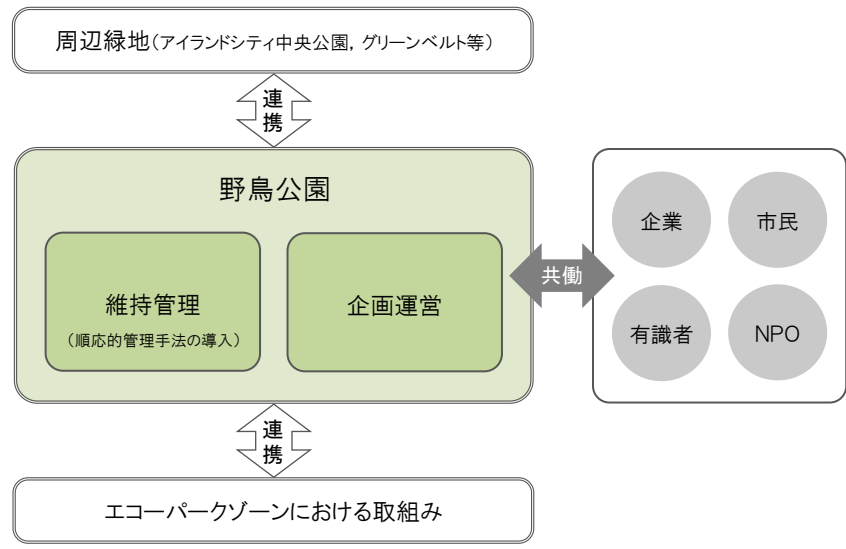 周辺緑地(アイランドシティ中央公園，グリーンベルト等)
連携
野鳥公園
維持管理
(順応的管理手法の導入)
企画運営
共働
企業
市民
有識者
NPO
連携
エコーパークゾーンにおける取組み